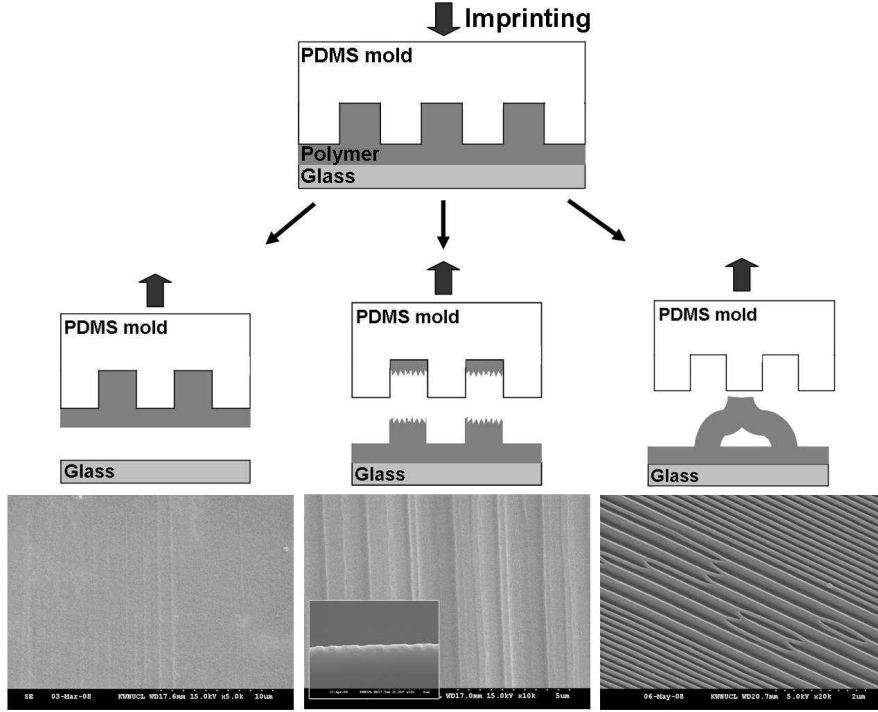 Imprinting
PDMS mold
Polymer
Glass
PDMS mold
Glass
PDMS mold
PDMS mold
Glass
Glass
SE 03-Mar-08 KWNUCL WD17.6mm 15.0kV x5.0k 10um
WD17.0mm 15.0kV x10k 5um
06-May-08 KWNUCL WD20.7mm 5.0kV x20k 2um